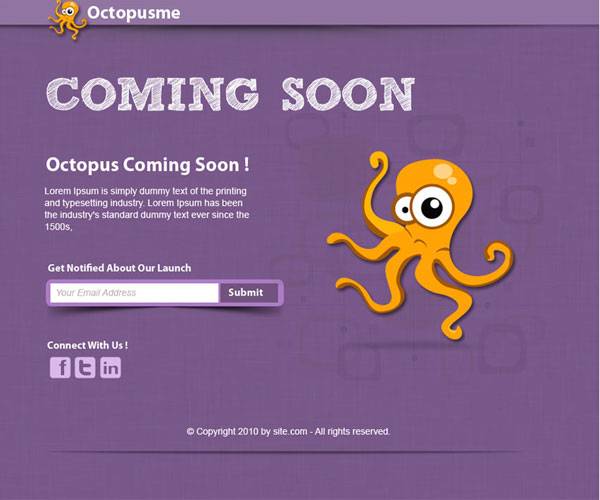 Octopusme
COMING SOON
Octopus Coming Soon !
Lorem Ipsum is simply dummy text of the printing
and typesetting industry. Lorem Ipsum has been
the industry's standard dummy text ever since the
1500s,
Get Notified About Our Launch
Your Email Address
Submit
Connect With Us !
f t in
© Copyright 2010 by site.com - All rights reserved.